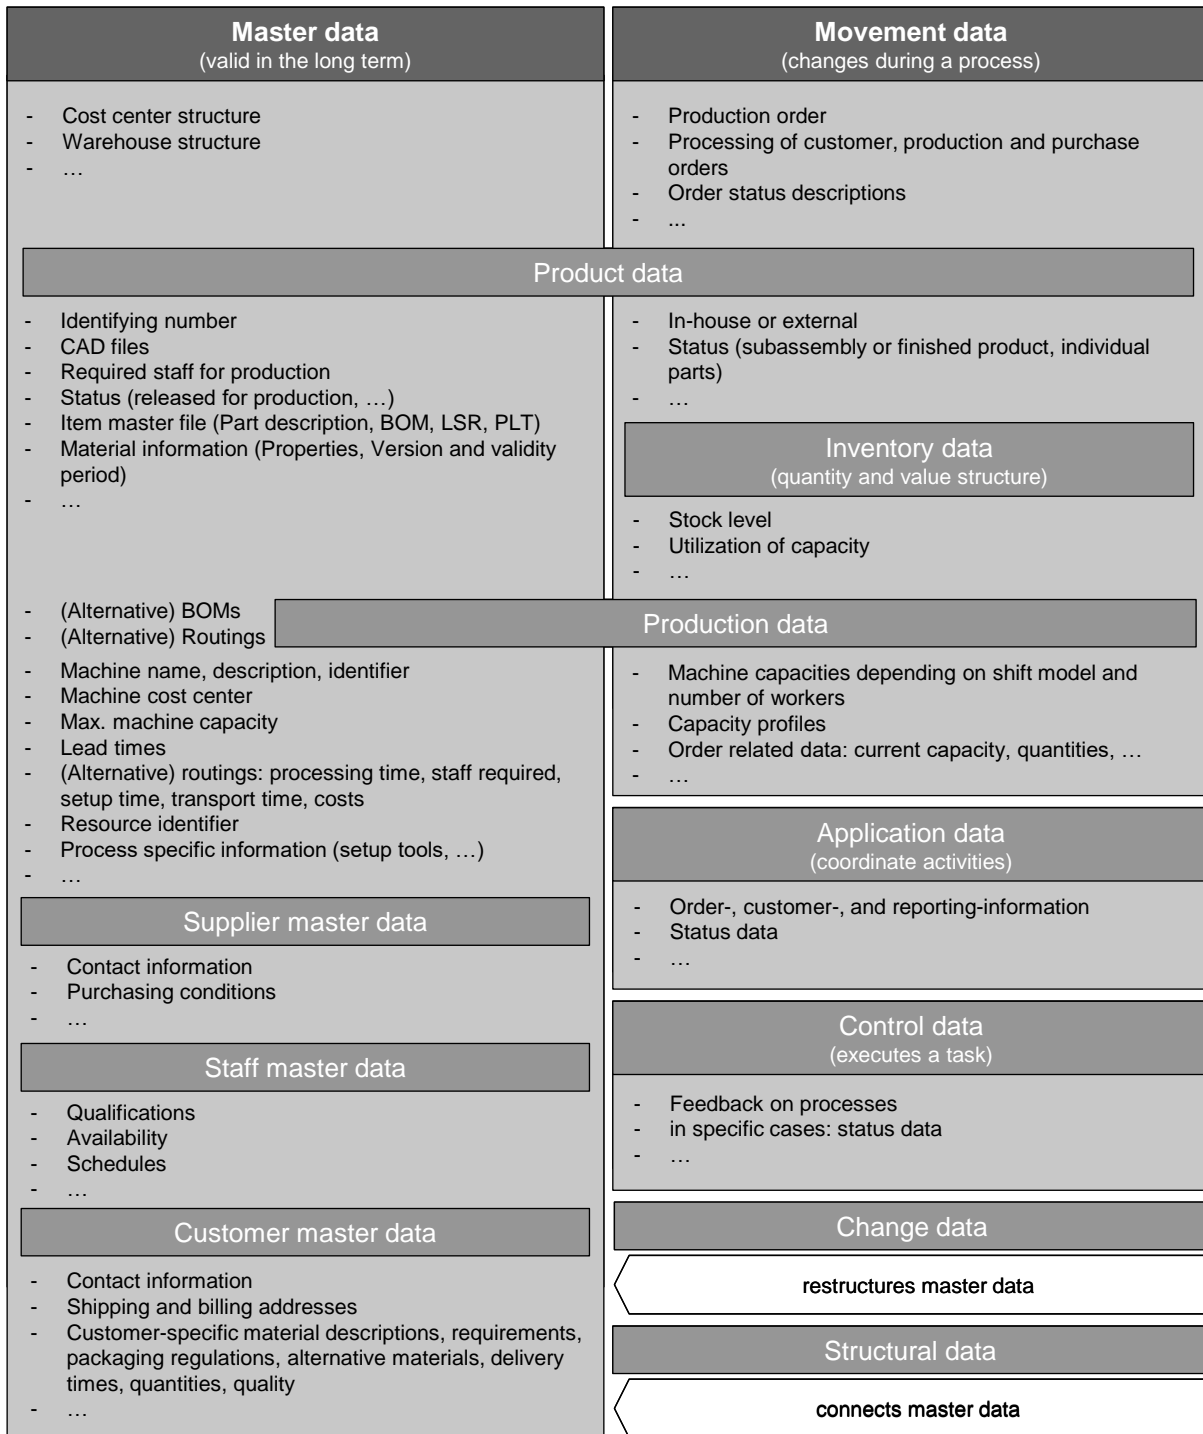 Master data
(valid in the long term)
- Cost center structure
- Warehouse structure
- …
Movement data
(changes during a process)
- Production order
- Processing of customer, production and purchase
orders
- Order status descriptions
- ...
Product data
- Identifying number
- CAD files
- Required staff for production
- Status (released for production, …)
- Item master file (Part description, BOM, LSR, PLT)
- Material information (Properties, Version and validity
period)
- …
- In-house or external
- Status (subassembly or finished product, individual
parts)
- …
Inventory data
(quantity and value structure)
- Stock level
- Utilization of capacity
- …
- (Alternative) BOMs
- (Alternative) Routings
Production data
- Machine name, description, identifier
- Machine cost center
- Max. machine capacity
- Lead times
- (Alternative) routings: processing time, staff required,
setup time, transport time, costs
- Resource identifier
- Process specific information (setup tools, …)
- …
- Machine capacities depending on shift model and
number of workers
- Capacity profiles
- Order related data: current capacity, quantities, …
- …
Supplier master data
- Contact information
- Purchasing conditions
- …
Staff master data
- Qualifications
- Availability
- Schedules
- …
Customer master data
- Contact information
- Shipping and billing addresses
- Customer-specific material descriptions, requirements,
packaging regulations, alternative materials, delivery
times, quantities, quality
- …
Application data
(coordinate activities)
- Order-, customer-, and reporting-information
- Status data
- …
Control data
(executes a task)
- Feedback on processes
- in specific cases: status data
- …
Change data
restructures master data
Structural data
connects master data